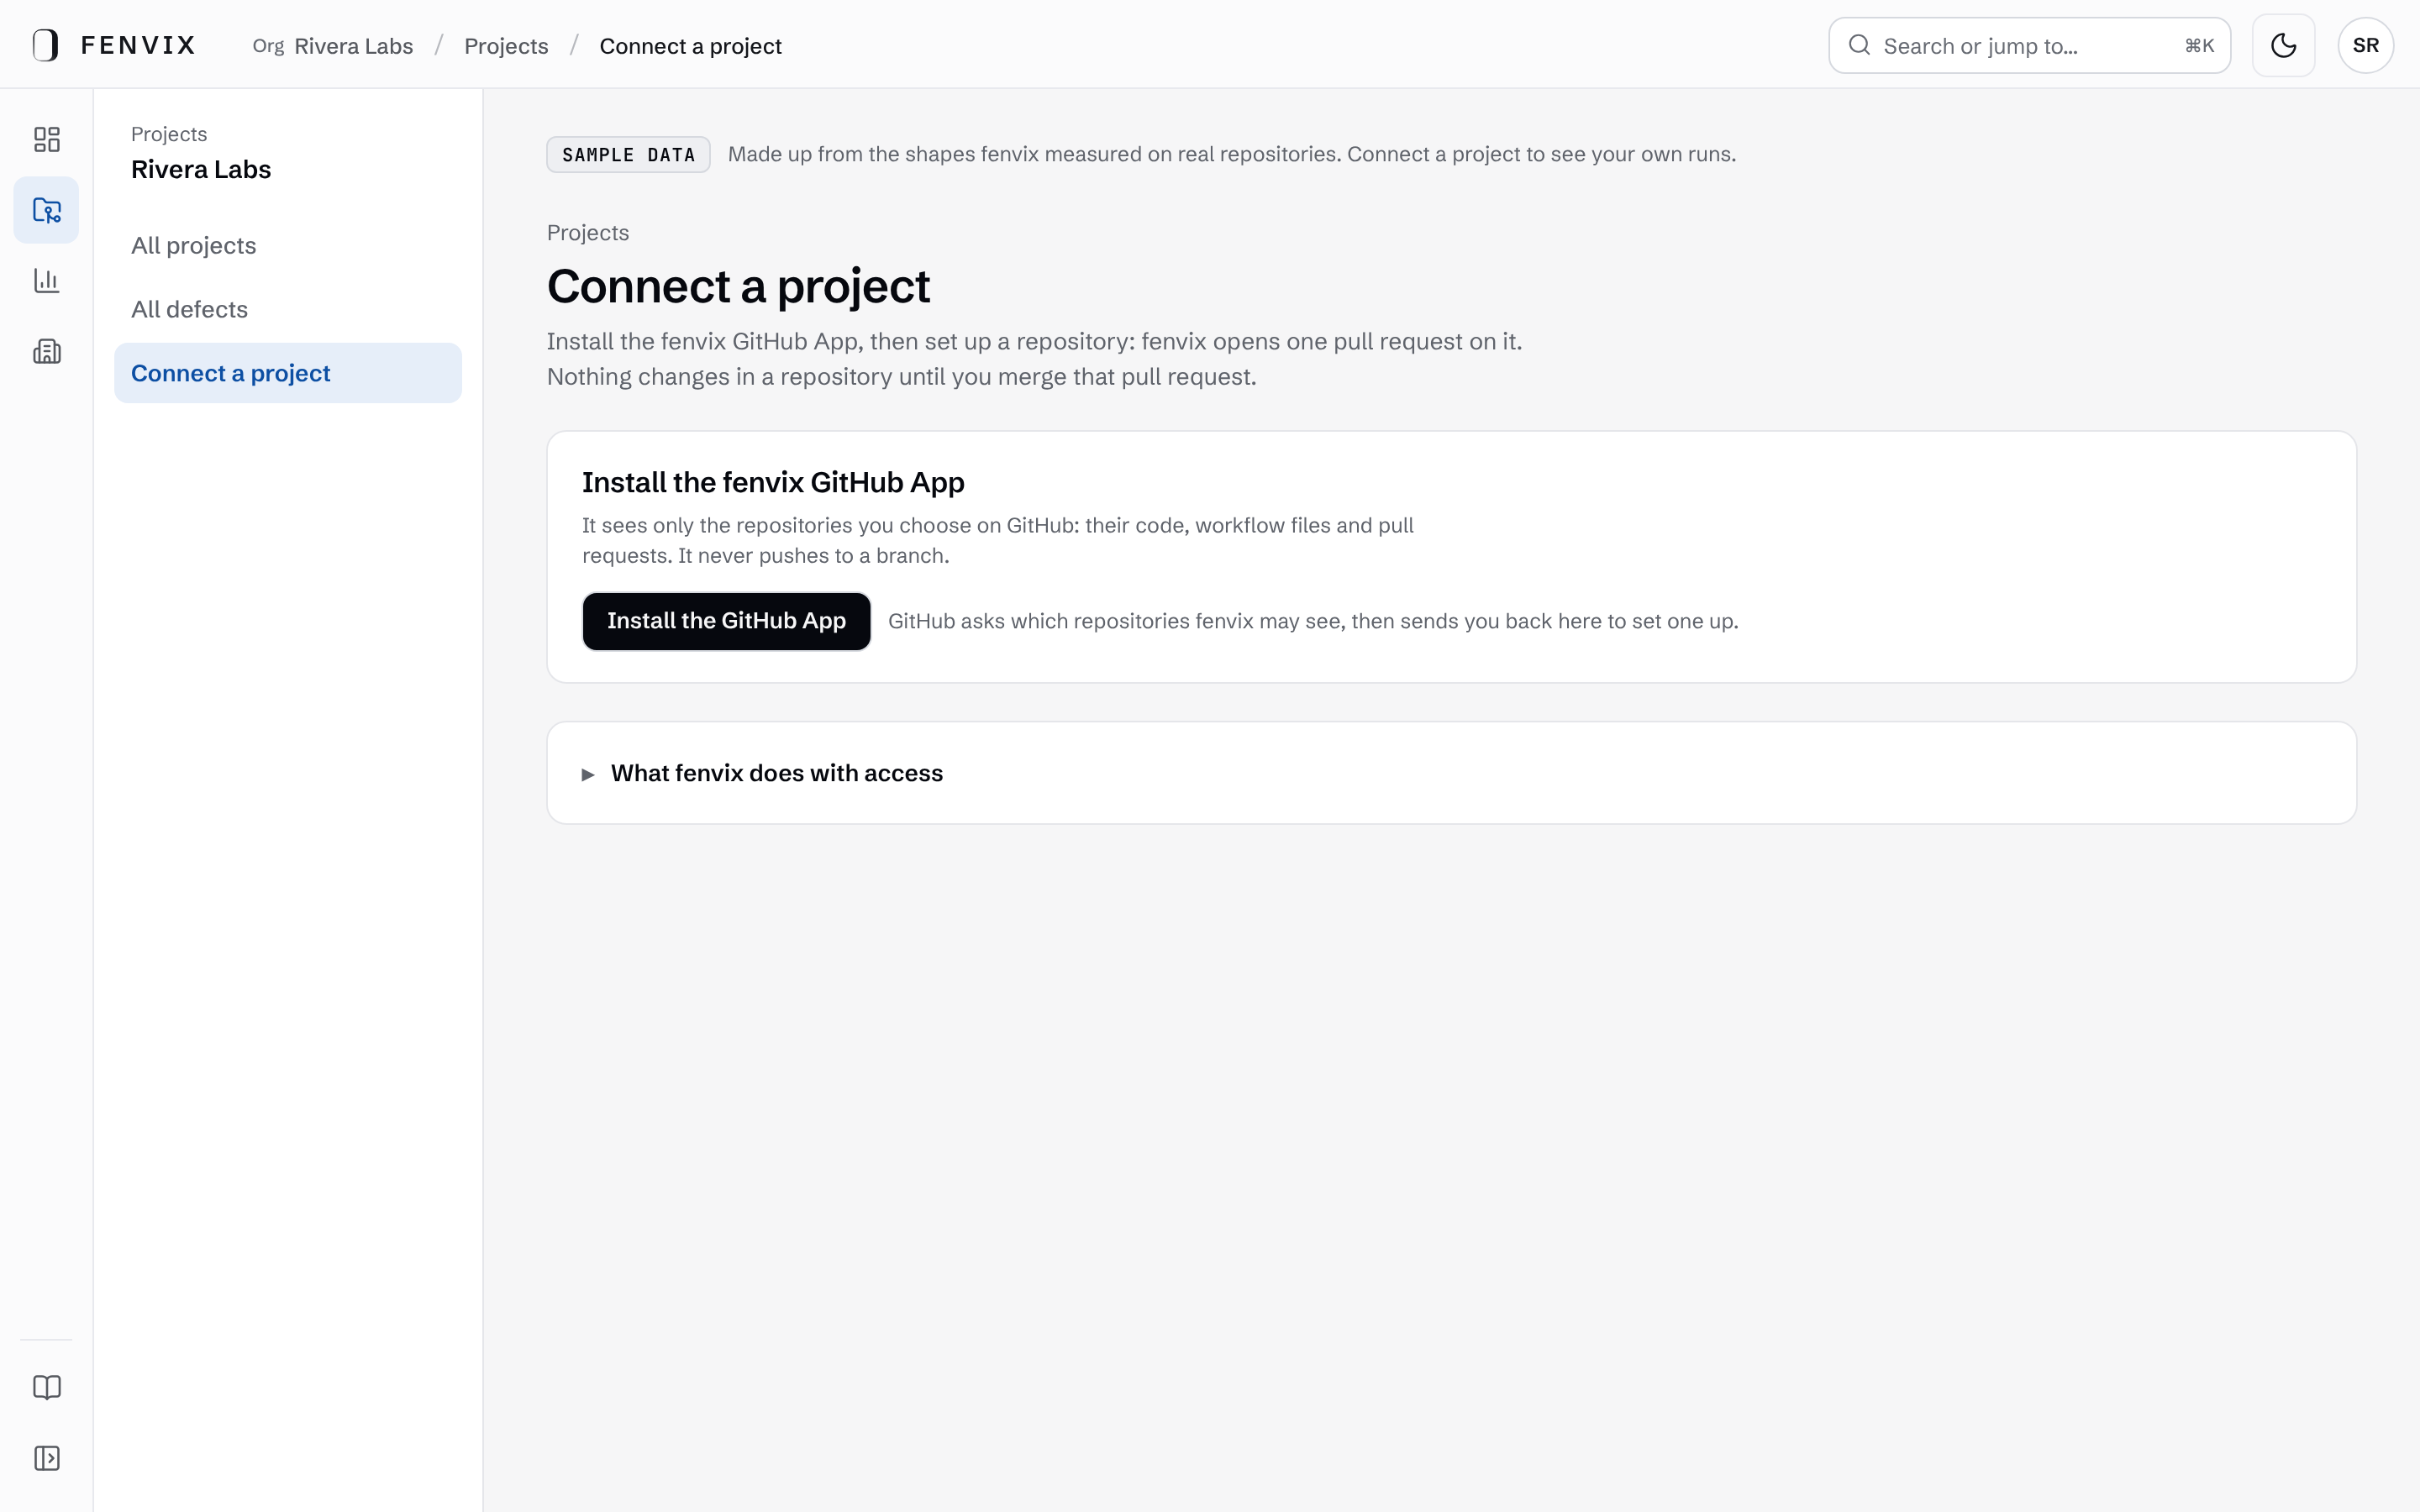 FENVIX
Org Rivera Labs / Projects / Connect a project
Search or jump to... ⌘K
SR
Projects
Rivera Labs
All projects
All defects
Connect a project
SAMPLE DATA Made up from the shapes fenvix measured on real repositories. Connect a project to see your own runs.
Projects
Connect a project
Install the fenvix GitHub App, then set up a repository: fenvix opens one pull request on it.
Nothing changes in a repository until you merge that pull request.
Install the fenvix GitHub App
It sees only the repositories you choose on GitHub: their code, workflow files and pull
requests. It never pushes to a branch.
Install the GitHub App GitHub asks which repositories fenvix may see, then sends you back here to set one up.
What fenvix does with access